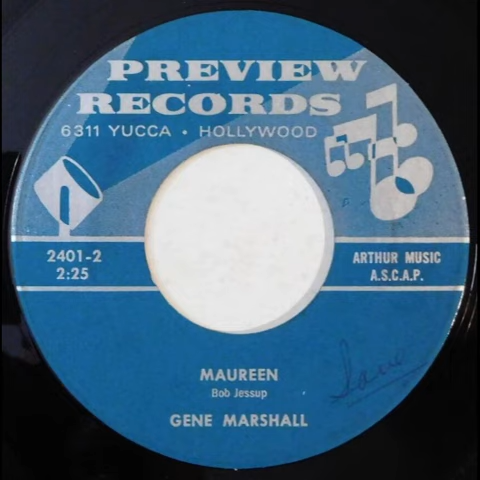 PREVIEW
RECORDS
6311 YUCCA • HOLLYWOOD
2401-2
2:25
ARTHUR MUSIC
A.S.C.A.P.
MAUREEN
Bob Jessup
GENE MARSHALL